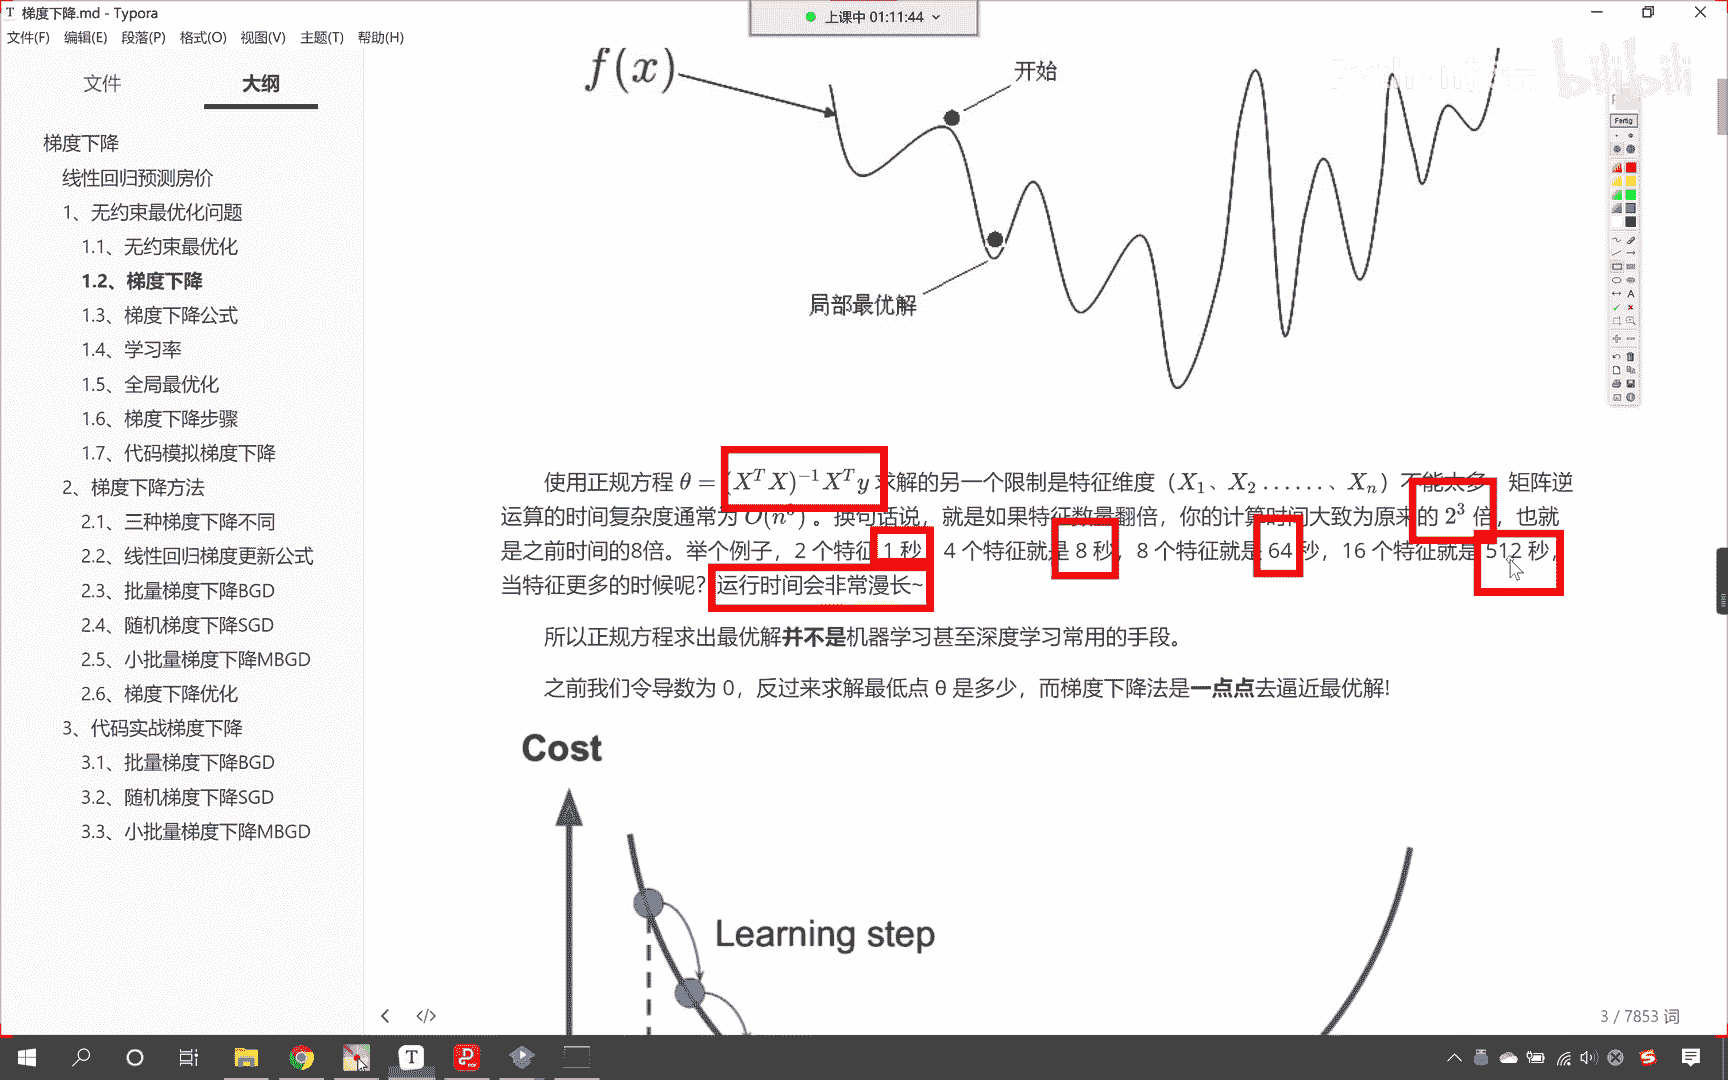 梯度下降.md - Typora
上课中 01:11:44
文件(F) 编辑(E) 段落(P) 格式(O) 视图(V) 主题(T) 帮助(H)
文件 大纲
梯度下降
线性回归预测房价
1、无约束最优化问题
1.1、无约束最优化
1.2、梯度下降
1.3、梯度下降公式
1.4、学习率
1.5、全局最优化
1.6、梯度下降步骤
1.7、代码模拟梯度下降
2、梯度下降方法
2.1、三种梯度下降不同
2.2、线性回归梯度更新公式
2.3、批量梯度下降BGD
2.4、随机梯度下降SGD
2.5、小批量梯度下降MBGD
2.6、梯度下降优化
3、代码实战梯度下降
3.1、批量梯度下降BGD
3.2、随机梯度下降SGD
3.3、小批量梯度下降MBGD
f(x)
开始
局部最优解
bilibili
Fertig
使用正规方程 θ = (X^T X)^{-1} X^T y 求解的另一个限制是特征维度（X₁、X₂ ......、Xₙ）不能太多，矩阵逆
运算的时间复杂度通常为 O(n³) 。换句话说，就是如果特征数量翻倍，你的计算时间大致为原来的 2³ 倍，也就
是之前时间的8倍。举个例子，2 个特征 1 秒，4 个特征就是 8 秒，8 个特征就是 64 秒，16 个特征就是 512 秒，
当特征更多的时候呢？运行时间会非常漫长~
所以正规方程求出最优解并不是机器学习甚至深度学习常用的手段。
之前我们令导数为 0，反过来求解最低点 θ 是多少，而梯度下降法是一点点去逼近最优解!
Cost
Learning step
3 / 7853 词